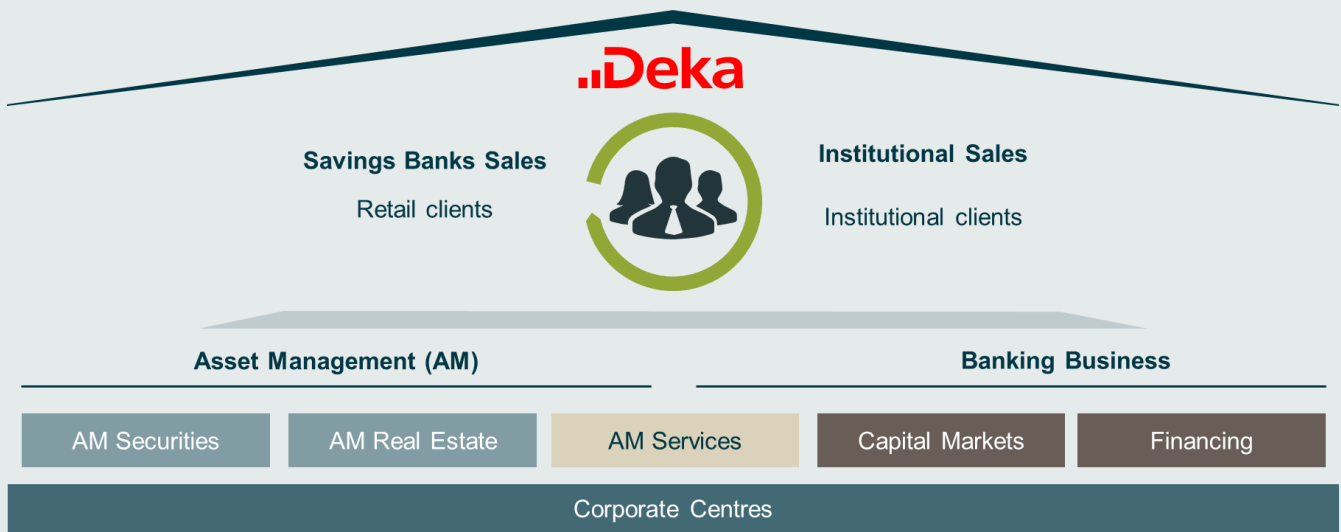 Deka
Savings Banks Sales
Retail clients
Institutional Sales
Institutional clients
Asset Management (AM)
Banking Business
AM Securities
AM Real Estate
AM Services
Capital Markets
Financing
Corporate Centres